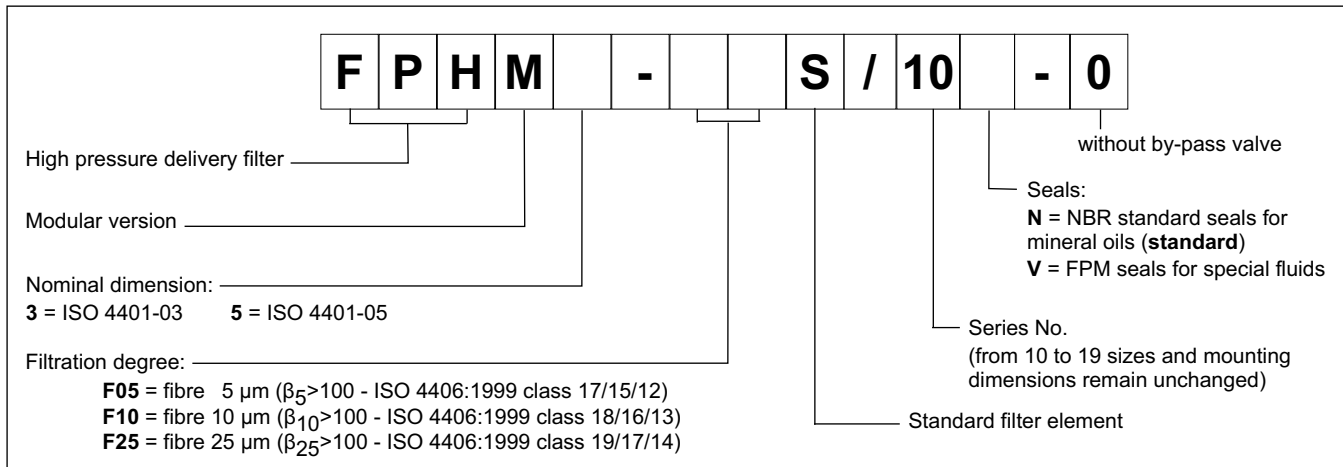 F P H M - S / 10 - 0
High pressure delivery filter
Modular version
Nominal dimension:
3 = ISO 4401-03 5 = ISO 4401-05
Filtration degree:
F05 = fibre 5 μm (β5>100 - ISO 4406:1999 class 17/15/12)
F10 = fibre 10 μm (β10>100 - ISO 4406:1999 class 18/16/13)
F25 = fibre 25 μm (β25>100 - ISO 4406:1999 class 19/17/14)
without by-pass valve
Seals:
N = NBR standard seals for
mineral oils (standard)
V = FPM seals for special fluids
Series No.
(from 10 to 19 sizes and mounting
dimensions remain unchanged)
Standard filter element